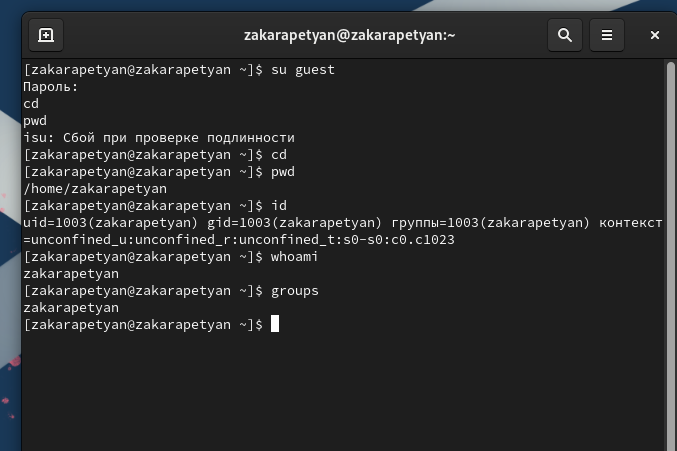 zakarapetyan@zakarapetyan:~
[zakarapetyan@zakarapetyan ~]$ su guest
Пароль:
cd
pwd
isu: Сбой при проверке подлинности
[zakarapetyan@zakarapetyan ~]$ cd
[zakarapetyan@zakarapetyan ~]$ pwd
/home/zakarapetyan
[zakarapetyan@zakarapetyan ~]$ id
uid=1003(zakarapetyan) gid=1003(zakarapetyan) группы=1003(zakarapetyan) контекст
=unconfined_u:unconfined_r:unconfined_t:s0-s0:c0.c1023
[zakarapetyan@zakarapetyan ~]$ whoami
zakarapetyan
[zakarapetyan@zakarapetyan ~]$ groups
zakarapetyan
[zakarapetyan@zakarapetyan ~]$